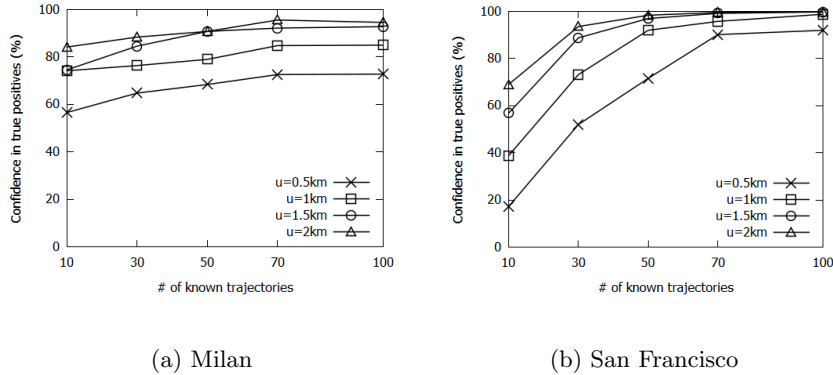 100
80
60
40
20
0
10 30 50 70 100
Confidence in true positives (%)
# of known trajectories
u=0.5km
u=1km
u=1.5km
u=2km
(a) Milan
100
80
60
40
20
0
10 30 50 70 100
Confidence in true positives (%)
# of known trajectories
u=0.5km
u=1km
u=1.5km
u=2km
(b) San Francisco